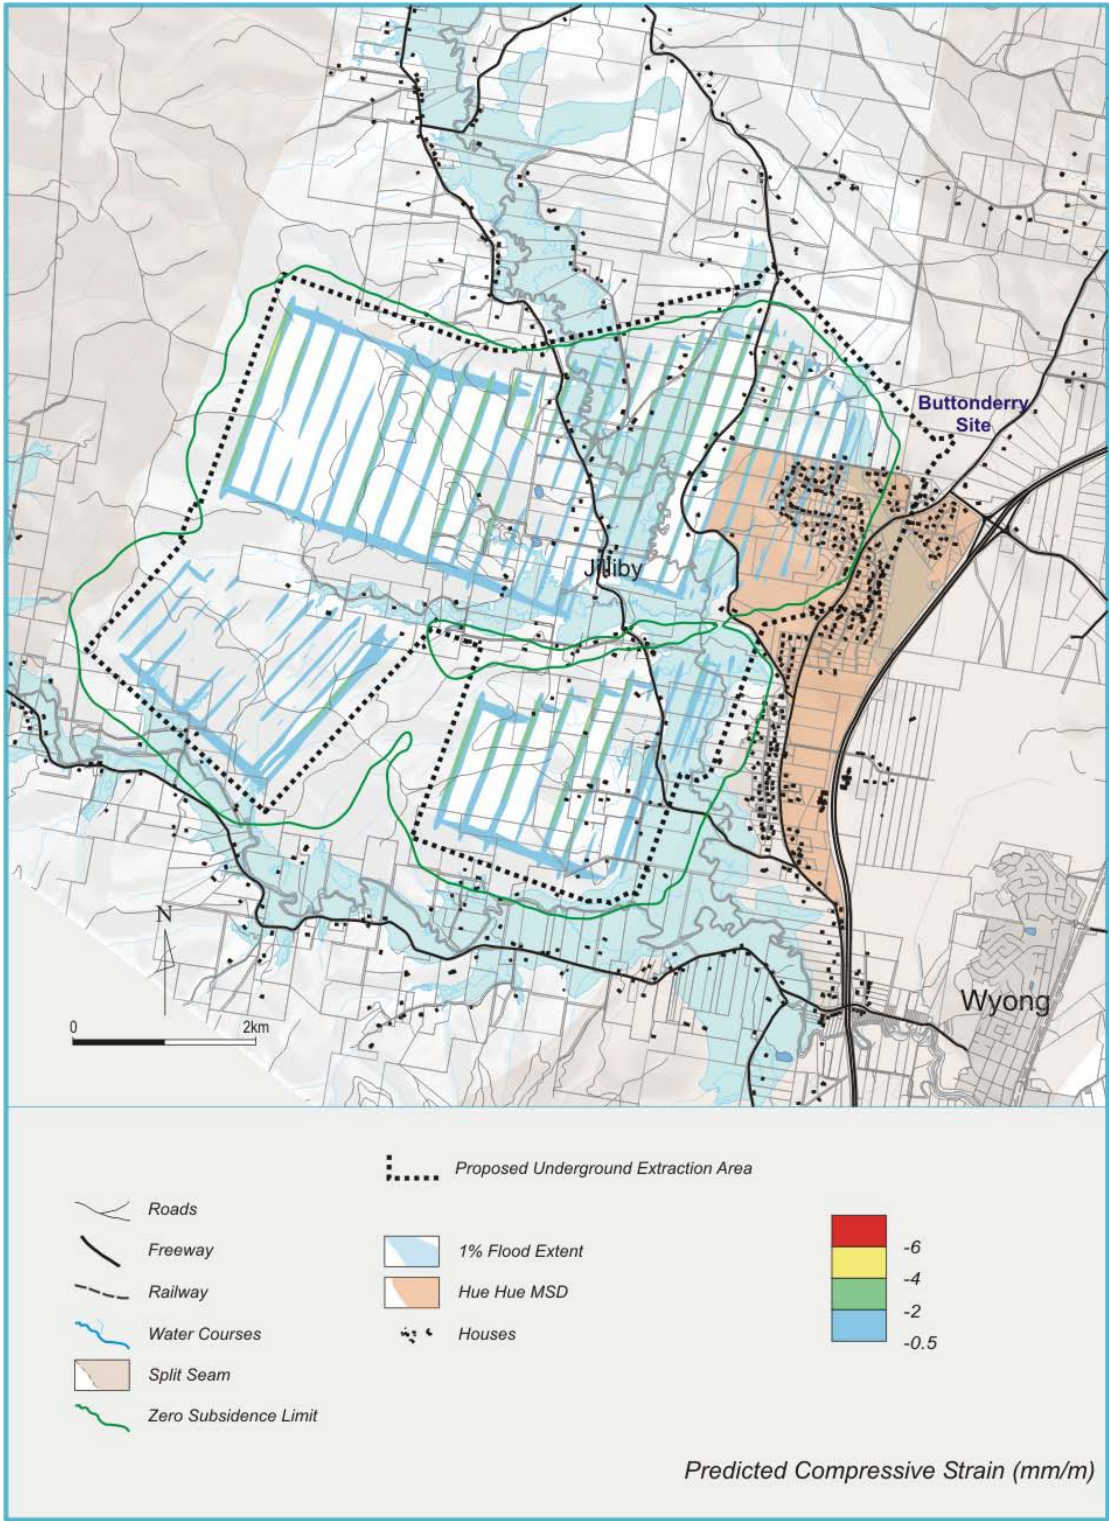 Buttonderry
Site
Jilliby
N
0
2km
Wyong
Proposed Underground Extraction Area
Roads
Freeway
1% Flood Extent
Railway
Hue Hue MSD
Water Courses
Houses
Split Seam
Zero Subsidence Limit
-6
-4
-2
-0.5
Predicted Compressive Strain (mm/m)